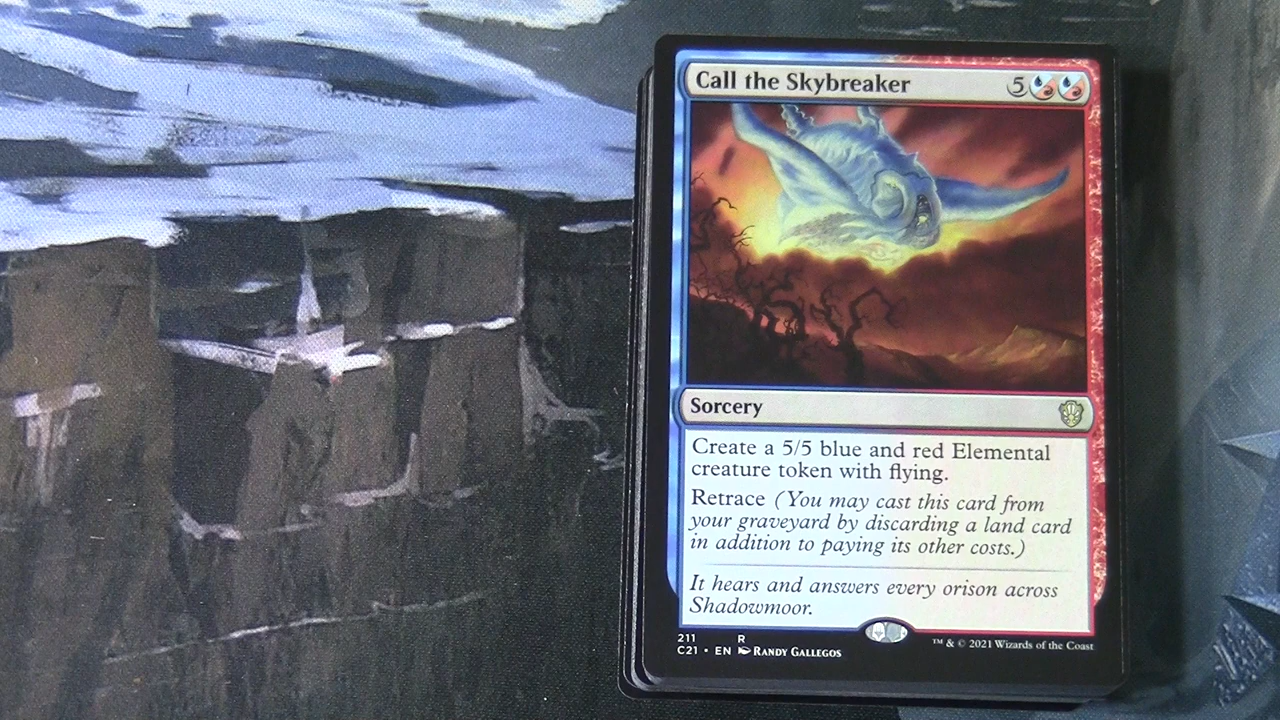 Call the Skybreaker 5
Sorcery
Create a 5/5 blue and red Elemental
creature token with flying.
Retrace (You may cast this card from
your graveyard by discarding a land card
in addition to paying its other costs.)
It hears and answers every orison across
Shadowmoor.
211 R
C21 • EN Randy Gallegos
™ & © 2021 Wizards of the Coast